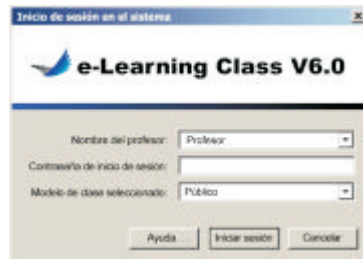 Inicio de sesión en el sistema
e-Learning Class V6.0
Nombre del profesor: Profesor
Contraseña de inicio de sesión:
Modelo de clase seleccionado: Público
Ayuda... Iniciar sesión Cancelar